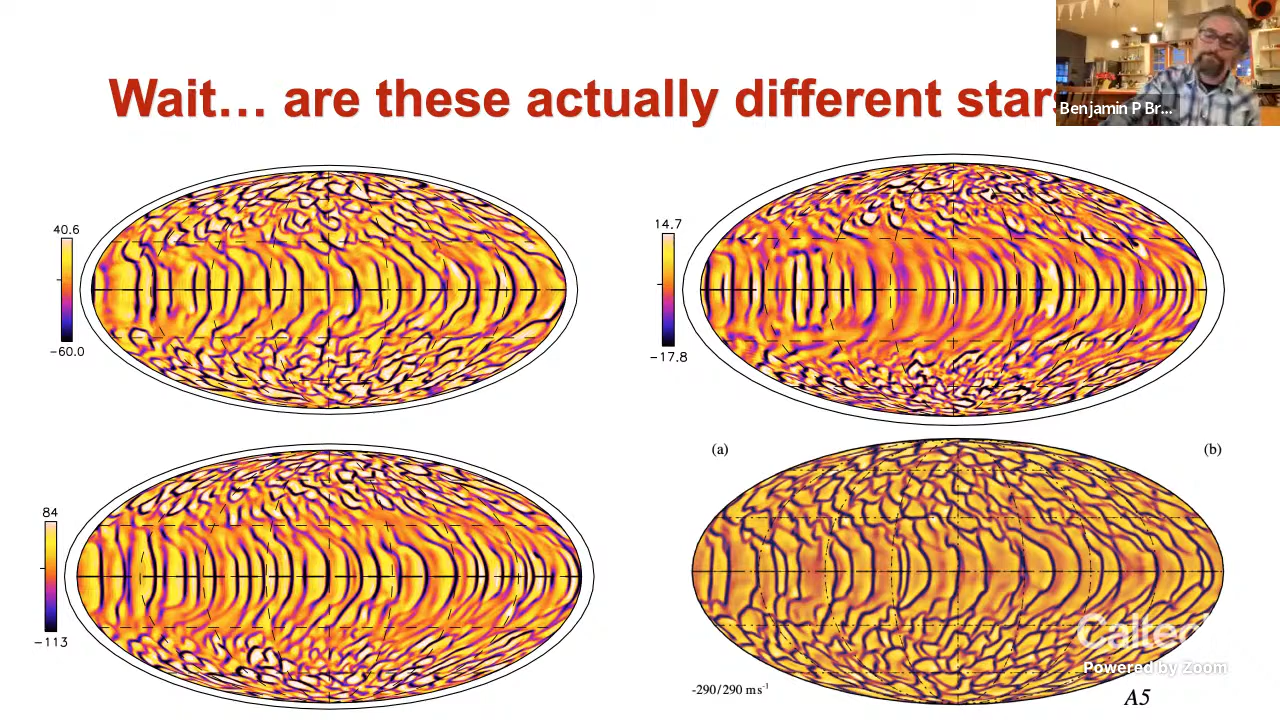 Wait… are these actually different stars
Benjamin P Br...
40.6
−60.0
14.7
−17.8
(a)
(b)
84
−113
-290/290 ms-1
A5
Powered by Zoom